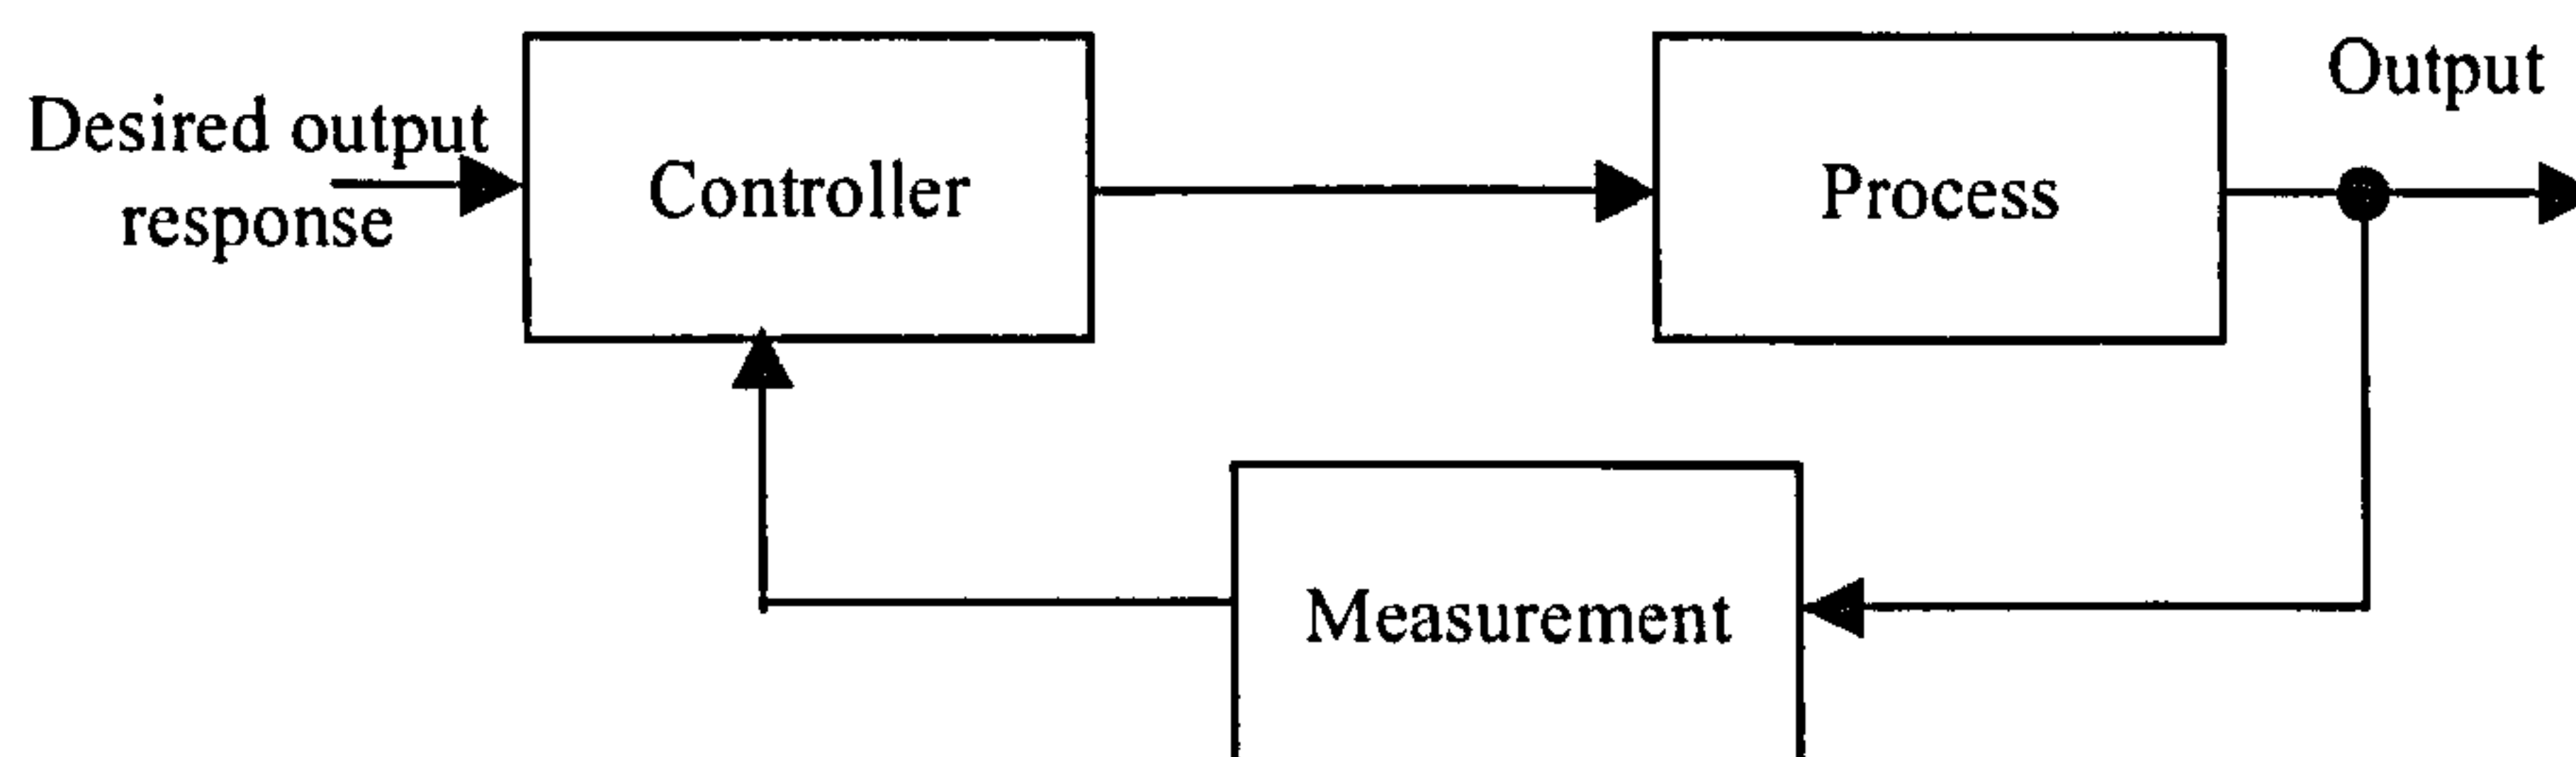 Desired output
response
Controller
Process
Output
Measurement